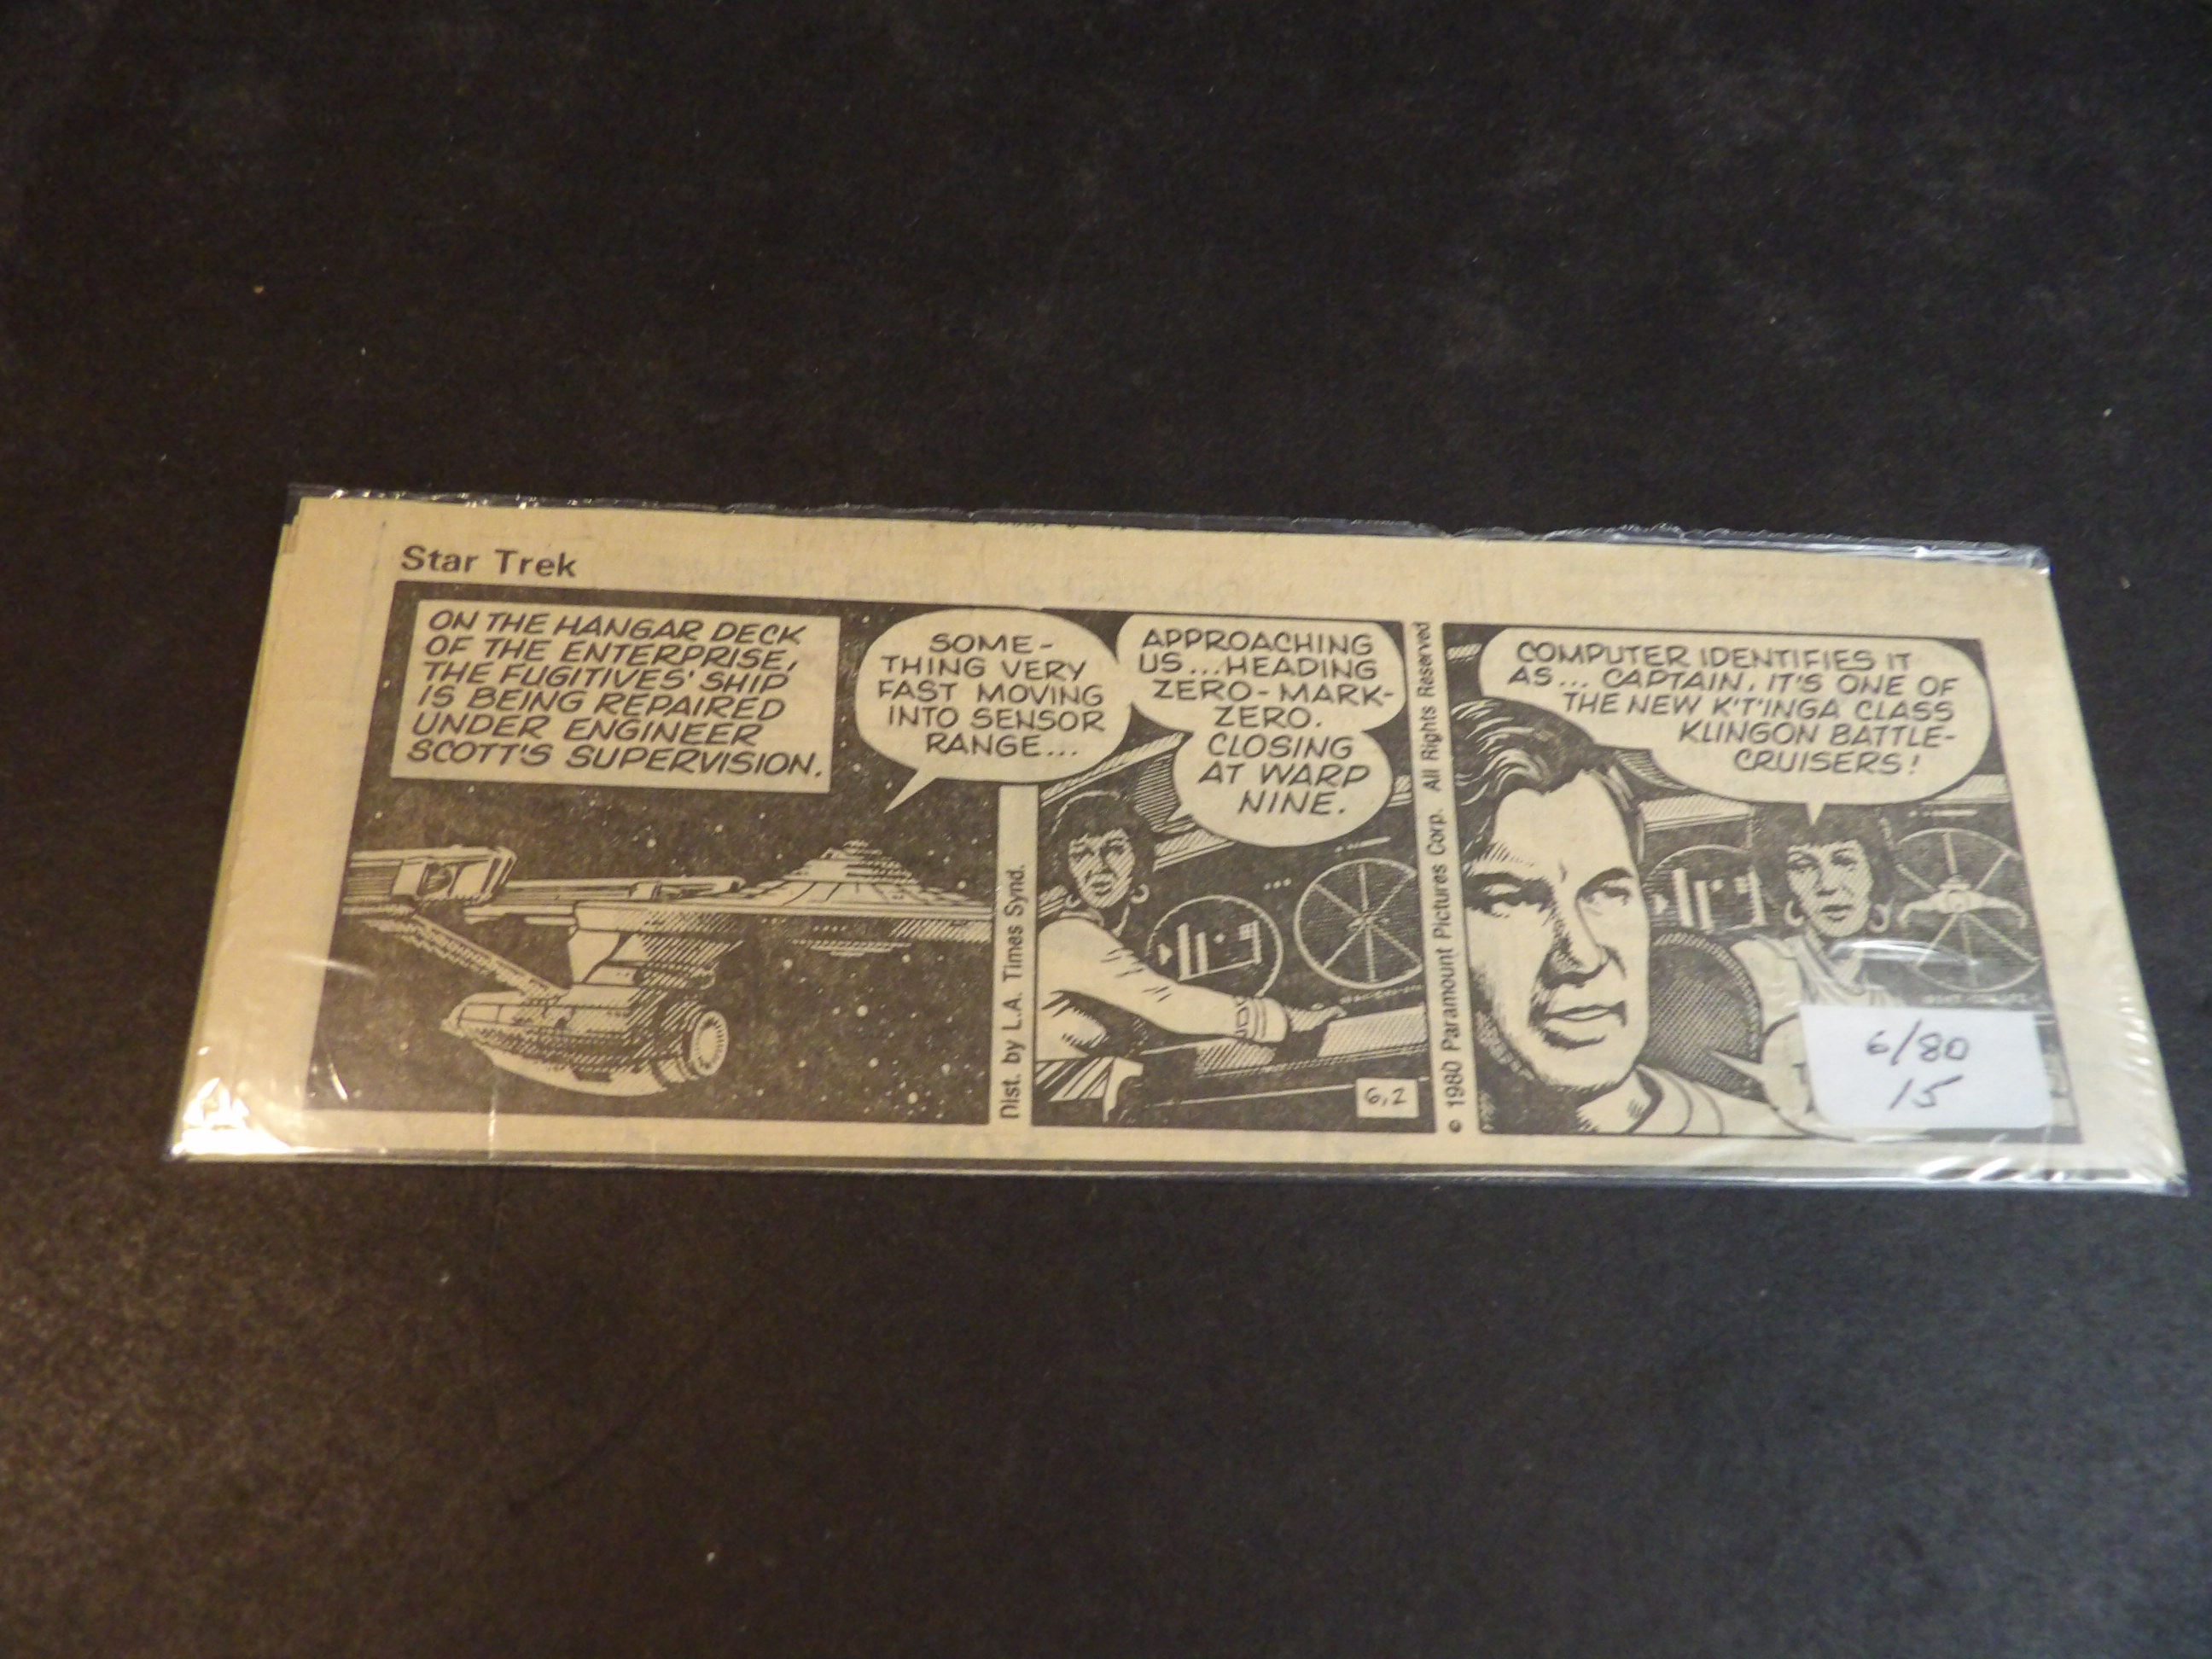 Star Trek
ON THE HANGAR DECK
OF THE ENTERPRISE,
THE FUGITIVES' SHIP
IS BEING REPAIRED
UNDER ENGINEER
SCOTT'S SUPERVISION.
SOME-
THING VERY
FAST MOVING
INTO SENSOR
RANGE...
Dist. by L.A. Times Synd.
APPROACHING
US...HEADING
ZERO-MARK-
ZERO.
CLOSING
AT WARP
NINE.
6,2
© 1980 Paramount Pictures Corp. All Rights Reserved
COMPUTER IDENTIFIES IT
AS... CAPTAIN, IT'S ONE OF
THE NEW K'T'INGA CLASS
KLINGON BATTLE-
CRUISERS!
6/80
15